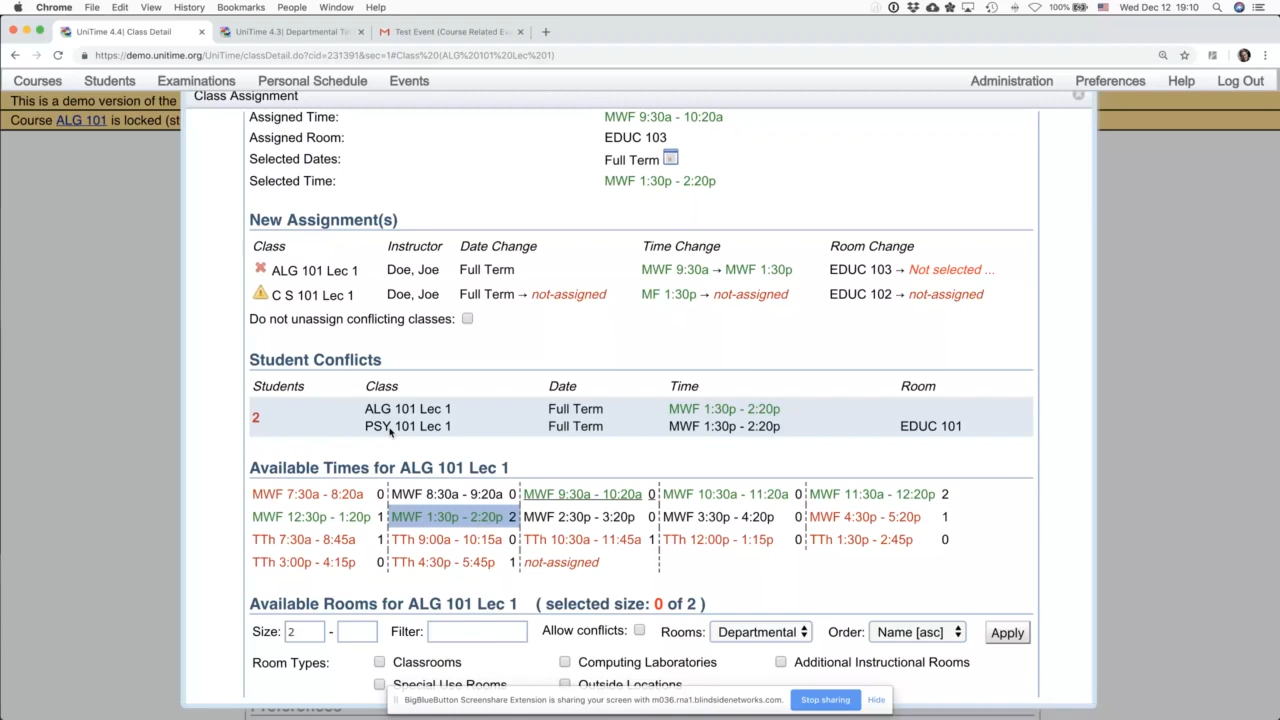 Chrome File Edit View History Bookmarks People Window Help 100% Wed Dec 12 19:10
UniTime 4.4| Class Detail × UniTime 4.3| Departmental Ti × Test Event (Course Related Ev × +
https://demo.unitime.org/UniTime/classDetail.do?cid=231391&sec=1#Class%20(ALG%20101%20Lec%201)
Courses Students Examinations Personal Schedule Events Administration Preferences Help Log Out
This is a demo version of the
Course ALG 101 is locked (st
Class Assignment
Assigned Time: MWF 9:30a - 10:20a
Assigned Room: EDUC 103
Selected Dates: Full Term
Selected Time: MWF 1:30p - 2:20p
New Assignment(s)
Class Instructor Date Change Time Change Room Change
ALG 101 Lec 1 Doe, Joe Full Term MWF 9:30a → MWF 1:30p EDUC 103 → Not selected ...
C S 101 Lec 1 Doe, Joe Full Term → not-assigned MF 1:30p → not-assigned EDUC 102 → not-assigned
Do not unassign conflicting classes:
Student Conflicts
Students Class Date Time Room
2 ALG 101 Lec 1 Full Term MWF 1:30p - 2:20p
PSY 101 Lec 1 Full Term MWF 1:30p - 2:20p EDUC 101
Available Times for ALG 101 Lec 1
MWF 7:30a - 8:20a 0 MWF 8:30a - 9:20a 0 MWF 9:30a - 10:20a 0 MWF 10:30a - 11:20a 0 MWF 11:30a - 12:20p 2
MWF 12:30p - 1:20p 1 MWF 1:30p - 2:20p 2 MWF 2:30p - 3:20p 0 MWF 3:30p - 4:20p 0 MWF 4:30p - 5:20p 1
TTh 7:30a - 8:45a 1 TTh 9:00a - 10:15a 0 TTh 10:30a - 11:45a 1 TTh 12:00p - 1:15p 0 TTh 1:30p - 2:45p 0
TTh 3:00p - 4:15p 0 TTh 4:30p - 5:45p 1 not-assigned
Available Rooms for ALG 101 Lec 1 ( selected size: 0 of 2 )
Size: 2 - Filter: Allow conflicts: Rooms: Departmental Order: Name [asc] Apply
Room Types: Classrooms Computing Laboratories Additional Instructional Rooms
Special Use Rooms Outside Locations
BigBlueButton Screenshare Extension is sharing your screen with m036.rna1.blindsidenetworks.com. Stop sharing Hide
Preferences